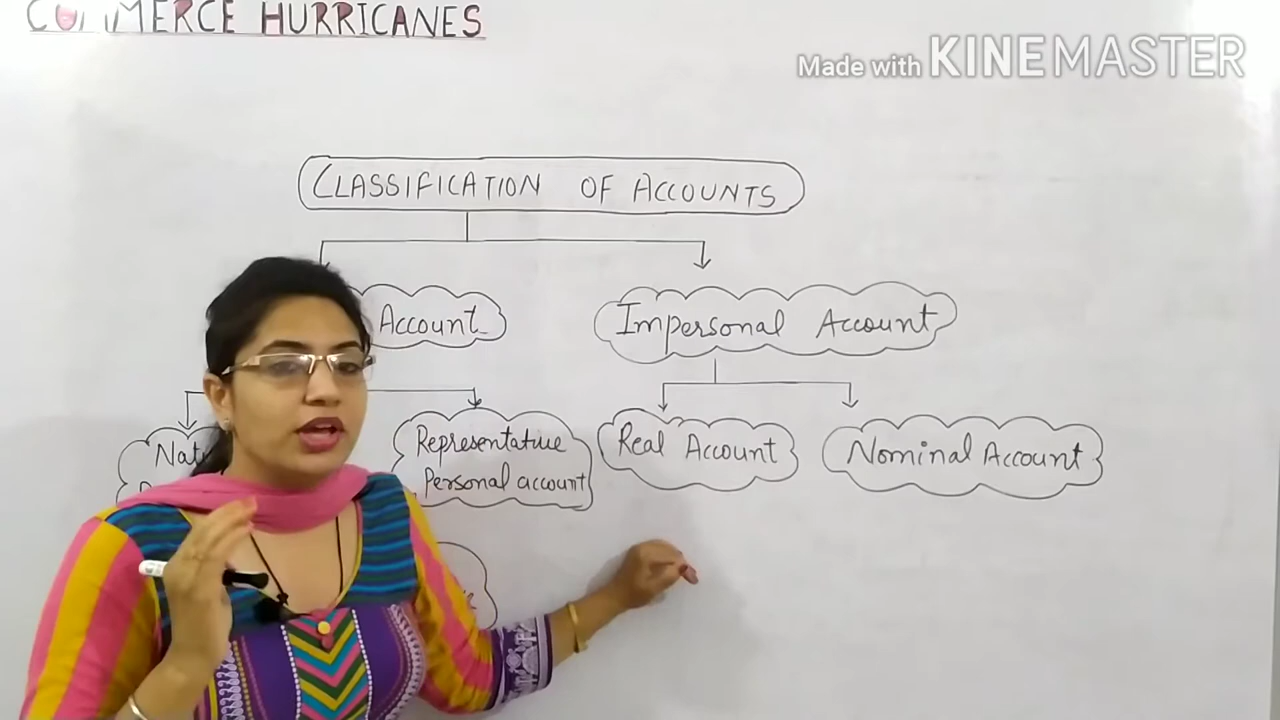 COMMERCE HURRICANES
Made with KINEMASTER
CLASSIFICATION OF ACCOUNTS
Account
Impersonal Account
Representative
Personal account
Real Account
Nominal Account